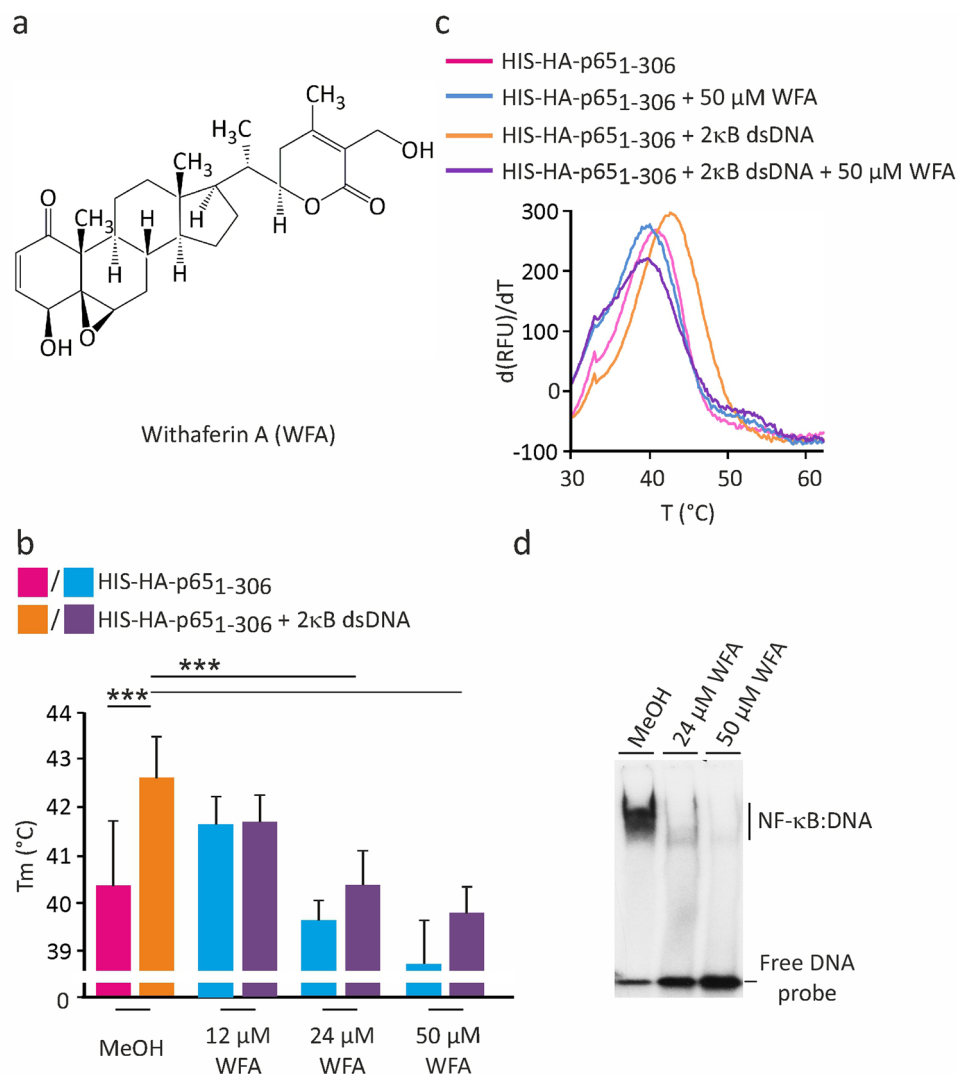 a
CH₃
H₃C
CH₃
OH
CH₃
O
O
CH₃
H
H
O
H
H
H
O
OH
Withaferin A (WFA)
c
HIS-HA-p65₁₋₃₀₆
HIS-HA-p65₁₋₃₀₆ + 50 µM WFA
HIS-HA-p65₁₋₃₀₆ + 2κB dsDNA
HIS-HA-p65₁₋₃₀₆ + 2κB dsDNA + 50 µM WFA
300
200
100
0
-100
d(RFU)/dT
30 40 50 60
T (°C)
b
/ HIS-HA-p65₁₋₃₀₆
/ HIS-HA-p65₁₋₃₀₆ + 2κB dsDNA
***
***
44
43
42
41
40
39
0
Tm (°C)
MeOH
12 µM
WFA
24 µM
WFA
50 µM
WFA
d
MeOH
24 µM WFA
50 µM WFA
NF-κB:DNA
Free DNA
probe